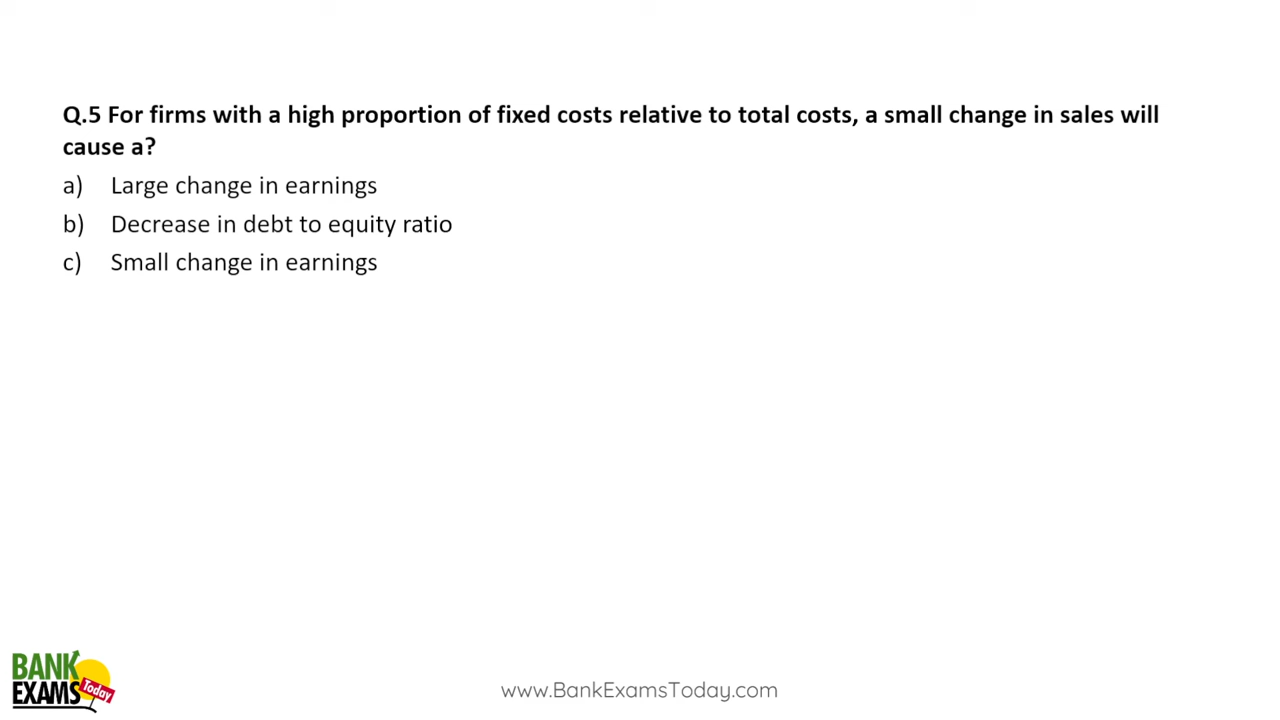 Q.5 For firms with a high proportion of fixed costs relative to total costs, a small change in sales will
cause a?
a) Large change in earnings
b) Decrease in debt to equity ratio
c) Small change in earnings
BANK
EXAMS Today
www.BankExamsToday.com